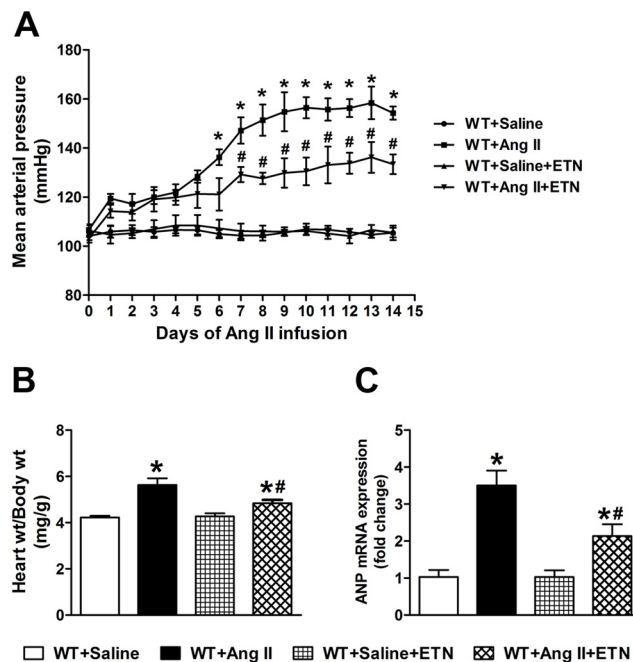 A
Mean arterial pressure
(mmHg)
180
160
140
120
100
80
* * * * * * * * *
# # # # # # # #
0 1 2 3 4 5 6 7 8 9 10 11 12 13 14 15
Days of Ang II infusion
WT+Saline
WT+Ang II
WT+Saline+ETN
WT+Ang II+ETN
B
Heart wt/Body wt
(mg/g)
8
6
4
2
0
*
*#
C
ANP mRNA expression
(fold change)
5
4
3
2
1
0
*
*#
WT+Saline WT+Ang II WT+Saline+ETN WT+Ang II+ETN